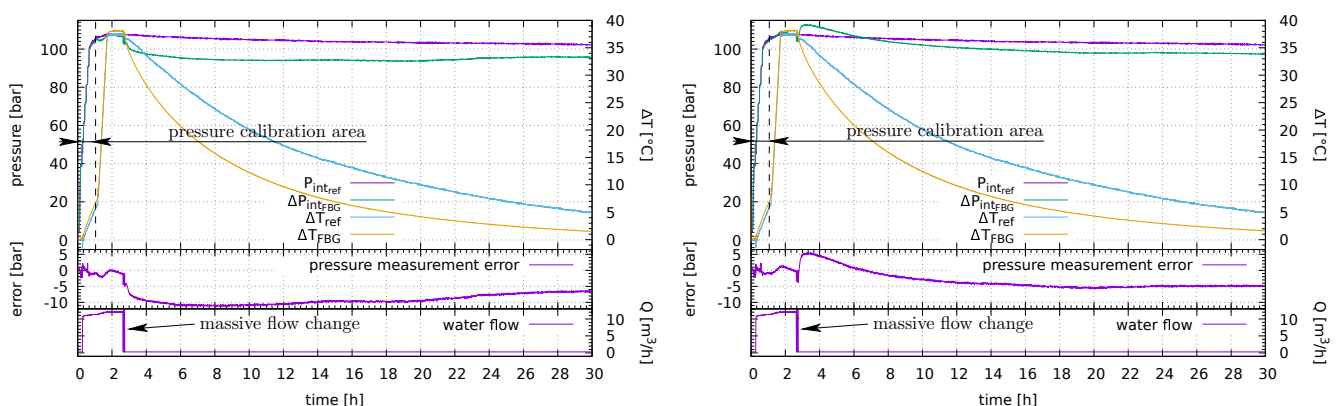 100
80
60
40
20
0
pressure [bar]
40
35
30
25
20
15
10
5
0
ΔT [°C]
pressure calibration area
P_int_ref
ΔP_int_FBG
ΔT_ref
ΔT_FBG
5
0
-5
-10
error [bar]
pressure measurement error
10
5
0
Q [m³/h]
massive flow change
water flow
0 2 4 6 8 10 12 14 16 18 20 22 24 26 28 30
time [h]
100
80
60
40
20
0
pressure [bar]
40
35
30
25
20
15
10
5
0
ΔT [°C]
pressure calibration area
P_int_ref
ΔP_int_FBG
ΔT_ref
ΔT_FBG
5
0
-5
-10
error [bar]
pressure measurement error
10
5
0
Q [m³/h]
massive flow change
water flow
0 2 4 6 8 10 12 14 16 18 20 22 24 26 28 30
time [h]